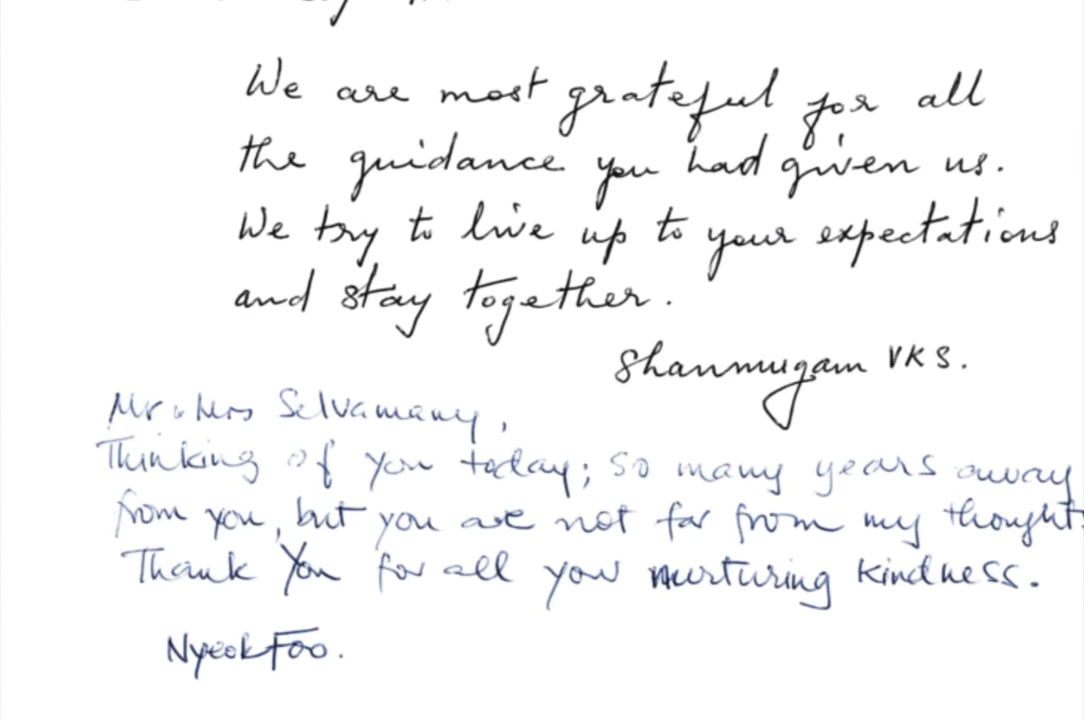 We are most grateful for all
the guidance you had given us.
We try to live up to your expectations
and stay together.
Shanmugam VKS.
Mr & Mrs Selvamany,
Thinking of you today; so many years away
from you, but you are not far from my thoughts
Thank You for all your nurturing kindness.
Nyeok Foo.